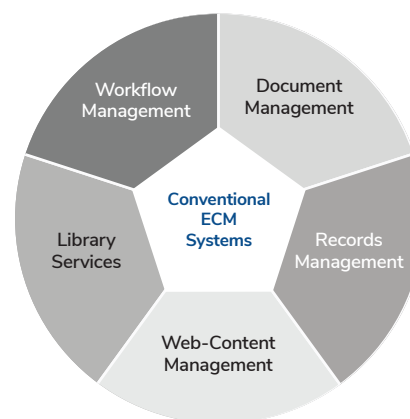 Workflow
Management
Document
Management
Conventional
ECM
Systems
Library
Services
Records
Management
Web-Content
Management